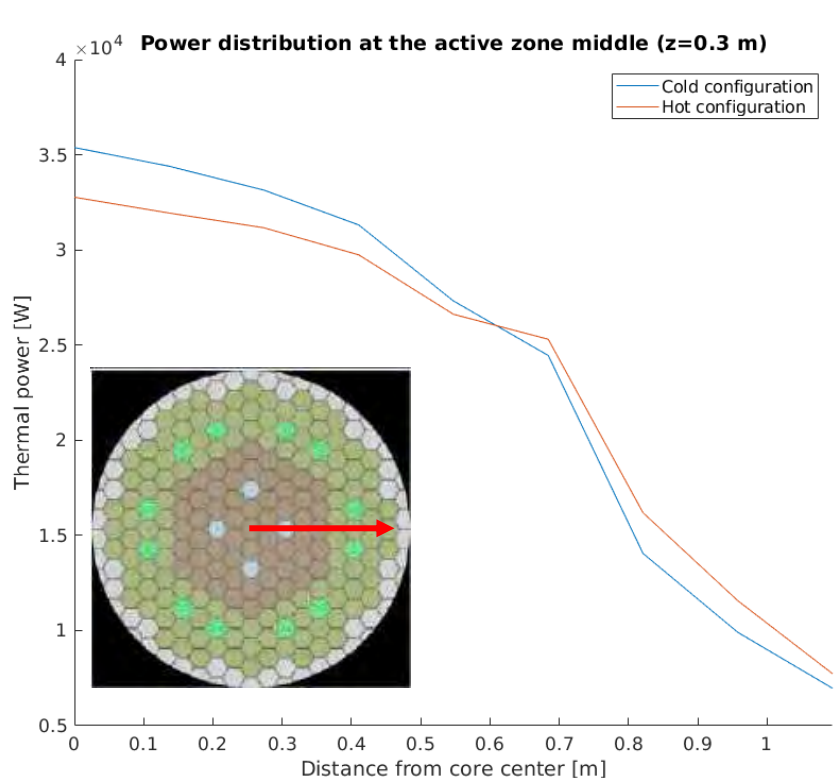 ×10⁴
Power distribution at the active zone middle (z=0.3 m)
Cold configuration
Hot configuration
Thermal power [W]
4
3.5
3
2.5
2
1.5
1
0.5
0 0.1 0.2 0.3 0.4 0.5 0.6 0.7 0.8 0.9 1
Distance from core center [m]